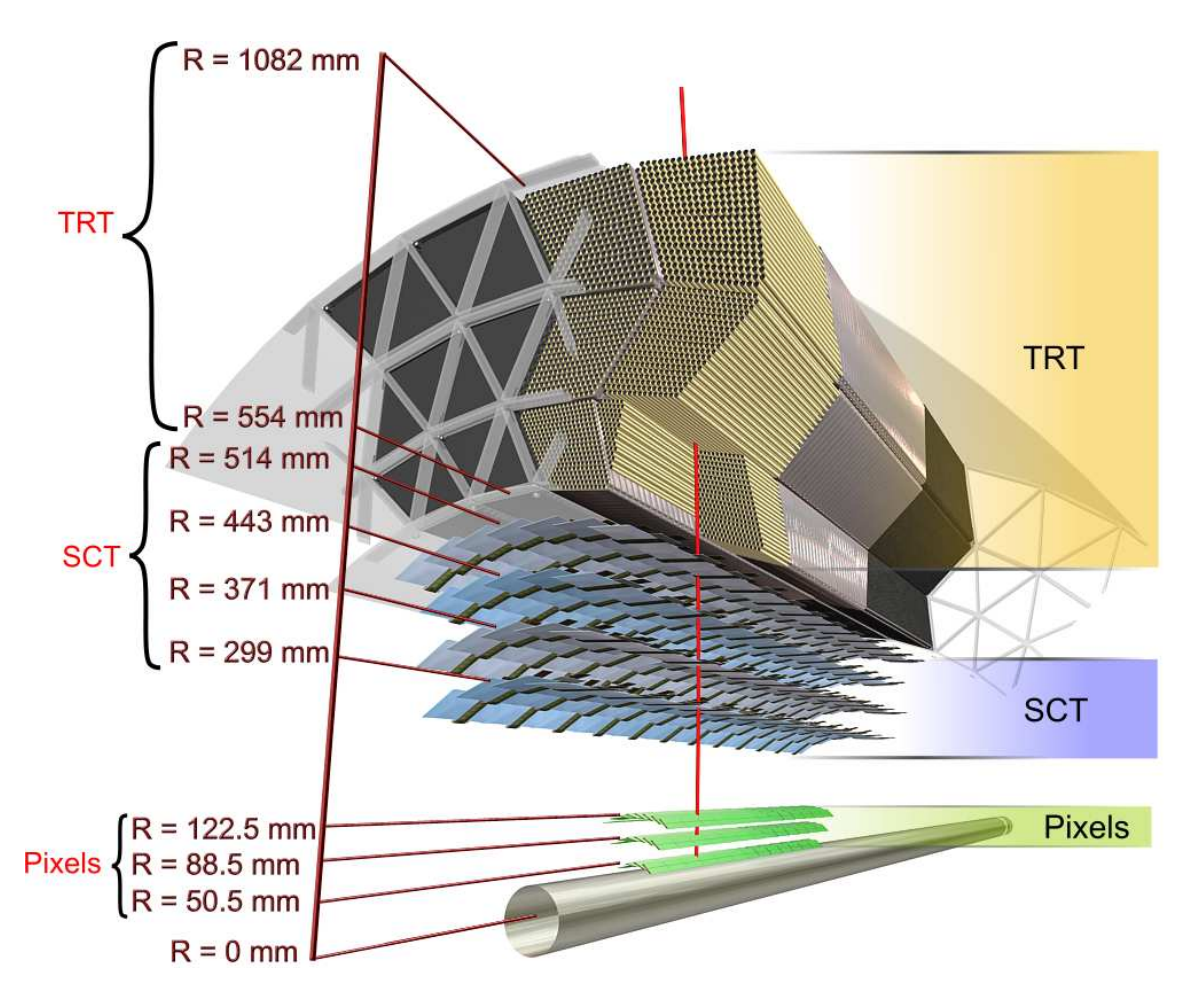 R = 1082 mm
TRT
R = 554 mm
R = 514 mm
R = 443 mm
SCT
R = 371 mm
R = 299 mm
R = 122.5 mm
Pixels
R = 88.5 mm
R = 50.5 mm
R = 0 mm
TRT
SCT
Pixels